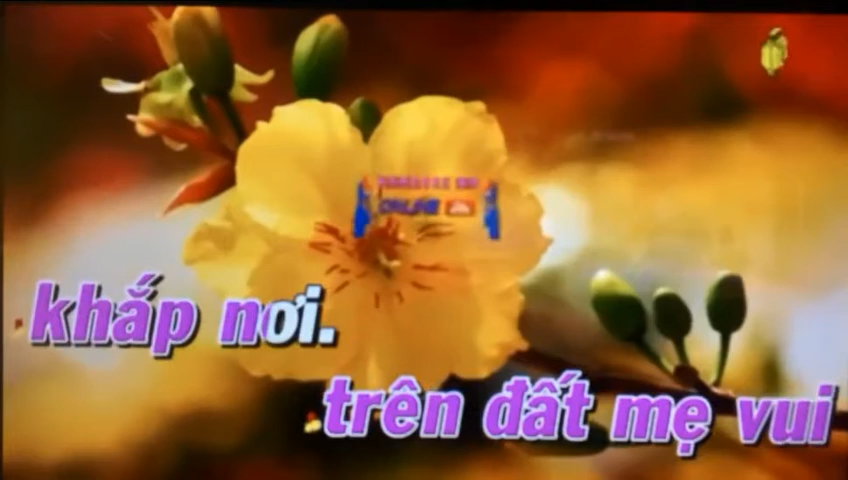 khắp nơi.
trên đất mẹ vui